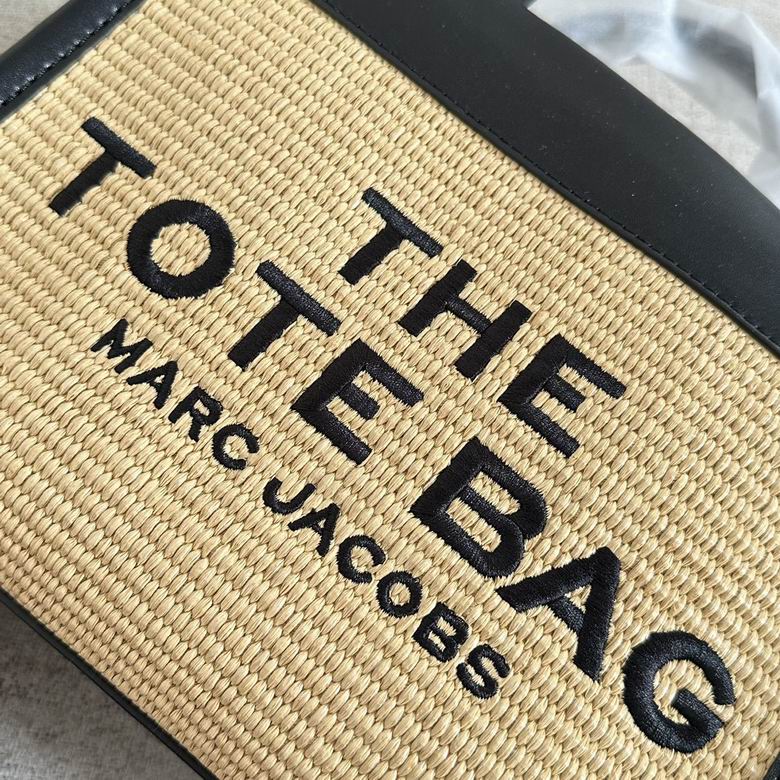 THE
TOTE BAG
MARC JACOBS